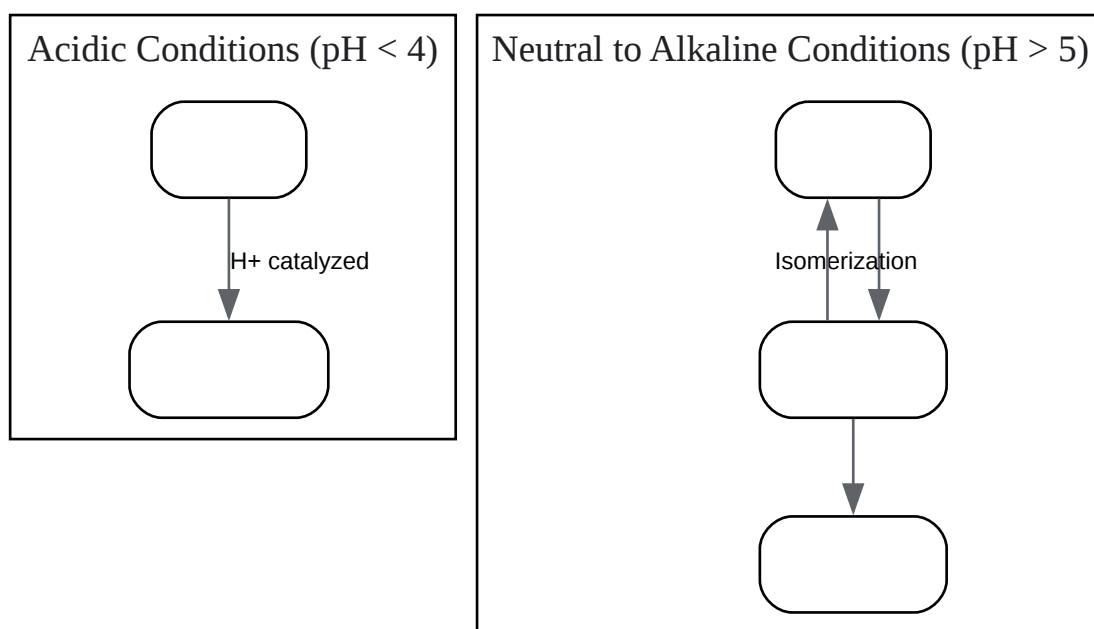 Acidic Conditions (pH < 4)
H+ catalyzed
Neutral to Alkaline Conditions (pH > 5)
Isomerization